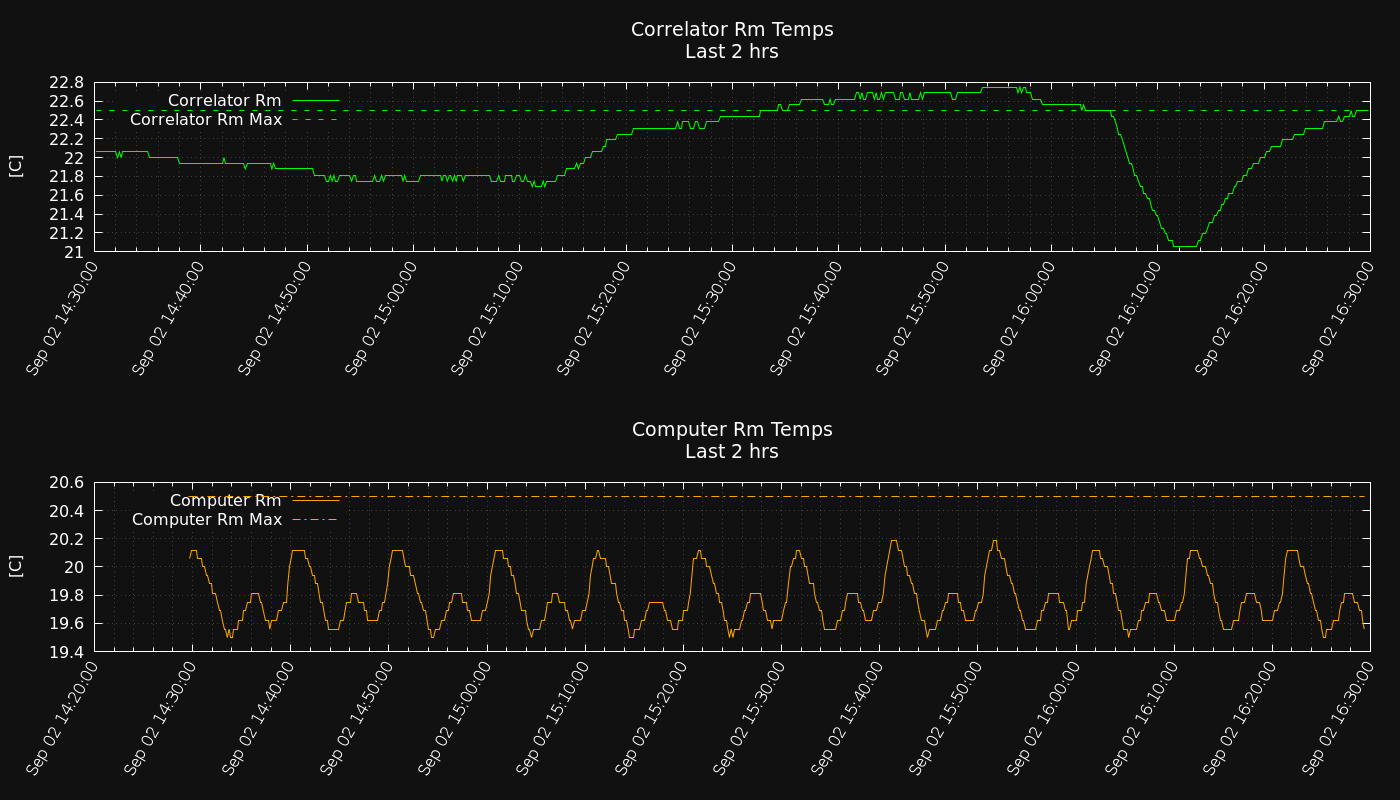 Correlator Rm Temps
Last 2 hrs
22.8
22.6
22.4
22.2
22
21.8
21.6
21.4
21.2
21
[C]
Correlator Rm
Correlator Rm Max
Sep 02 14:30:00
Sep 02 14:40:00
Sep 02 14:50:00
Sep 02 15:00:00
Sep 02 15:10:00
Sep 02 15:20:00
Sep 02 15:30:00
Sep 02 15:40:00
Sep 02 15:50:00
Sep 02 16:00:00
Sep 02 16:10:00
Sep 02 16:20:00
Sep 02 16:30:00
Computer Rm Temps
Last 2 hrs
20.6
20.4
20.2
20
19.8
19.6
19.4
[C]
Computer Rm
Computer Rm Max
Sep 02 14:20:00
Sep 02 14:30:00
Sep 02 14:40:00
Sep 02 14:50:00
Sep 02 15:00:00
Sep 02 15:10:00
Sep 02 15:20:00
Sep 02 15:30:00
Sep 02 15:40:00
Sep 02 15:50:00
Sep 02 16:00:00
Sep 02 16:10:00
Sep 02 16:20:00
Sep 02 16:30:00